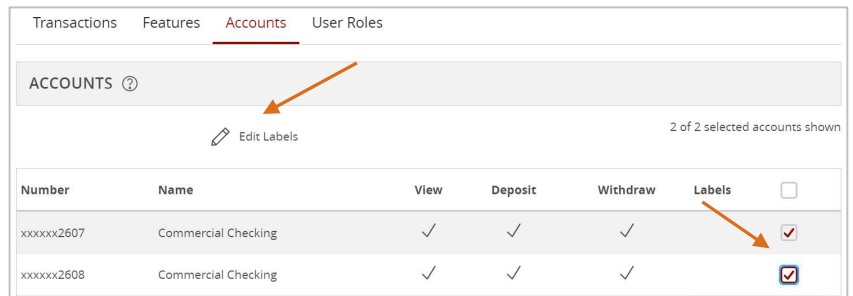 Transactions Features Accounts User Roles
ACCOUNTS ?
Edit Labels
2 of 2 selected accounts shown
Number Name View Deposit Withdraw Labels
xxxxxx2607 Commercial Checking
xxxxxx2608 Commercial Checking